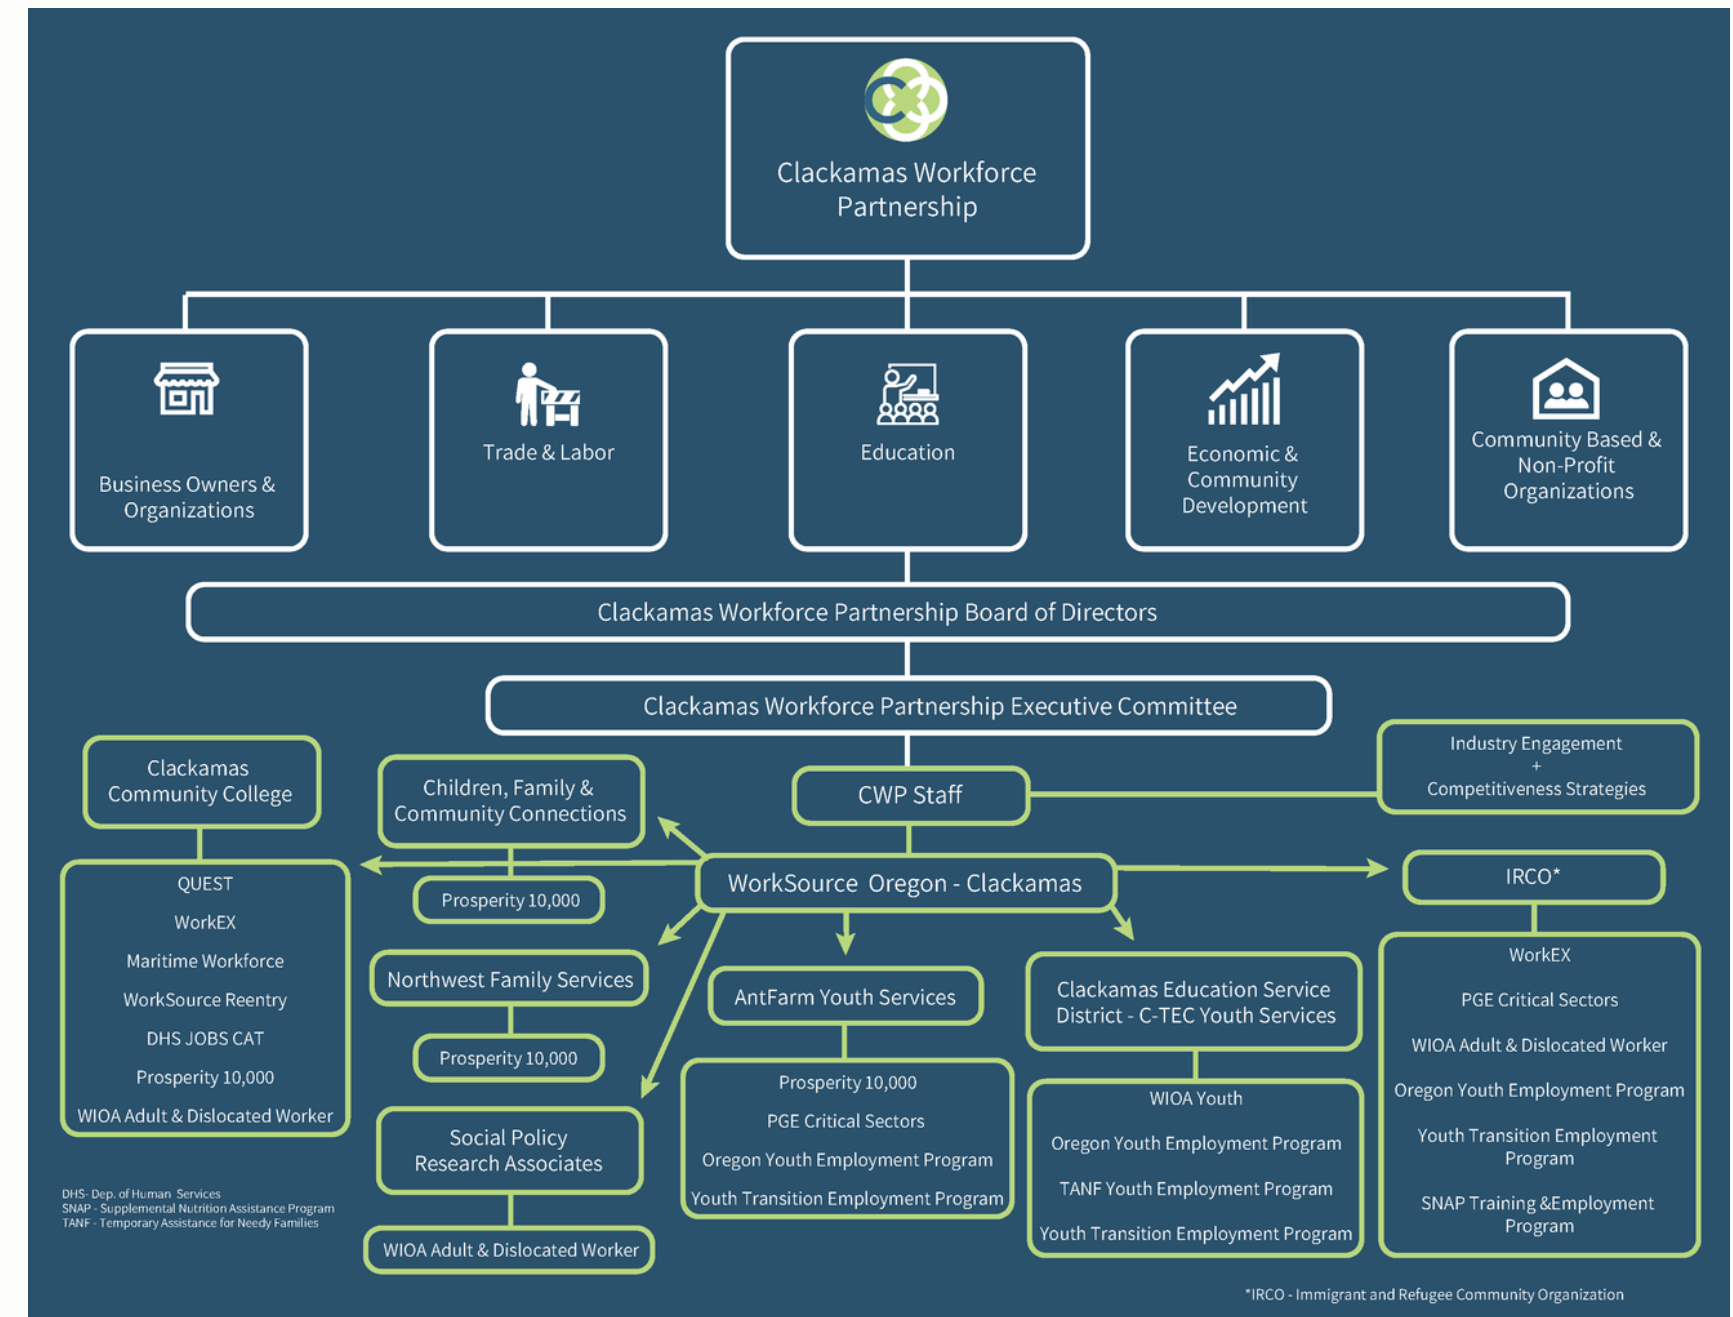 Clackamas Workforce
Partnership
Business Owners &
Organizations
Trade & Labor
Education
Economic &
Community
Development
Community Based &
Non-Profit
Organizations
Clackamas Workforce Partnership Board of Directors
Clackamas Workforce Partnership Executive Committee
CWP Staff
Industry Engagement
+
Competitiveness Strategies
WorkSource Oregon - Clackamas
Clackamas
Community College
QUEST
WorkEX
Maritime Workforce
WorkSource Reentry
DHS JOBS CAT
Prosperity 10,000
WIOA Adult & Dislocated Worker
Children, Family &
Community Connections
Prosperity 10,000
Northwest Family Services
Prosperity 10,000
Social Policy
Research Associates
WIOA Adult & Dislocated Worker
AntFarm Youth Services
Prosperity 10,000
PGE Critical Sectors
Oregon Youth Employment Program
Youth Transition Employment Program
Clackamas Education Service
District - C-TEC Youth Services
WIOA Youth
Oregon Youth Employment Program
TANF Youth Employment Program
Youth Transition Employment Program
IRCO*
WorkEX
PGE Critical Sectors
WIOA Adult & Dislocated Worker
Oregon Youth Employment Program
Youth Transition Employment
Program
SNAP Training &Employment
Program
DHS- Dep. of Human Services
SNAP - Supplemental Nutrition Assistance Program
TANF - Temporary Assistance for Needy Families
*IRCO - Immigrant and Refugee Community Organization